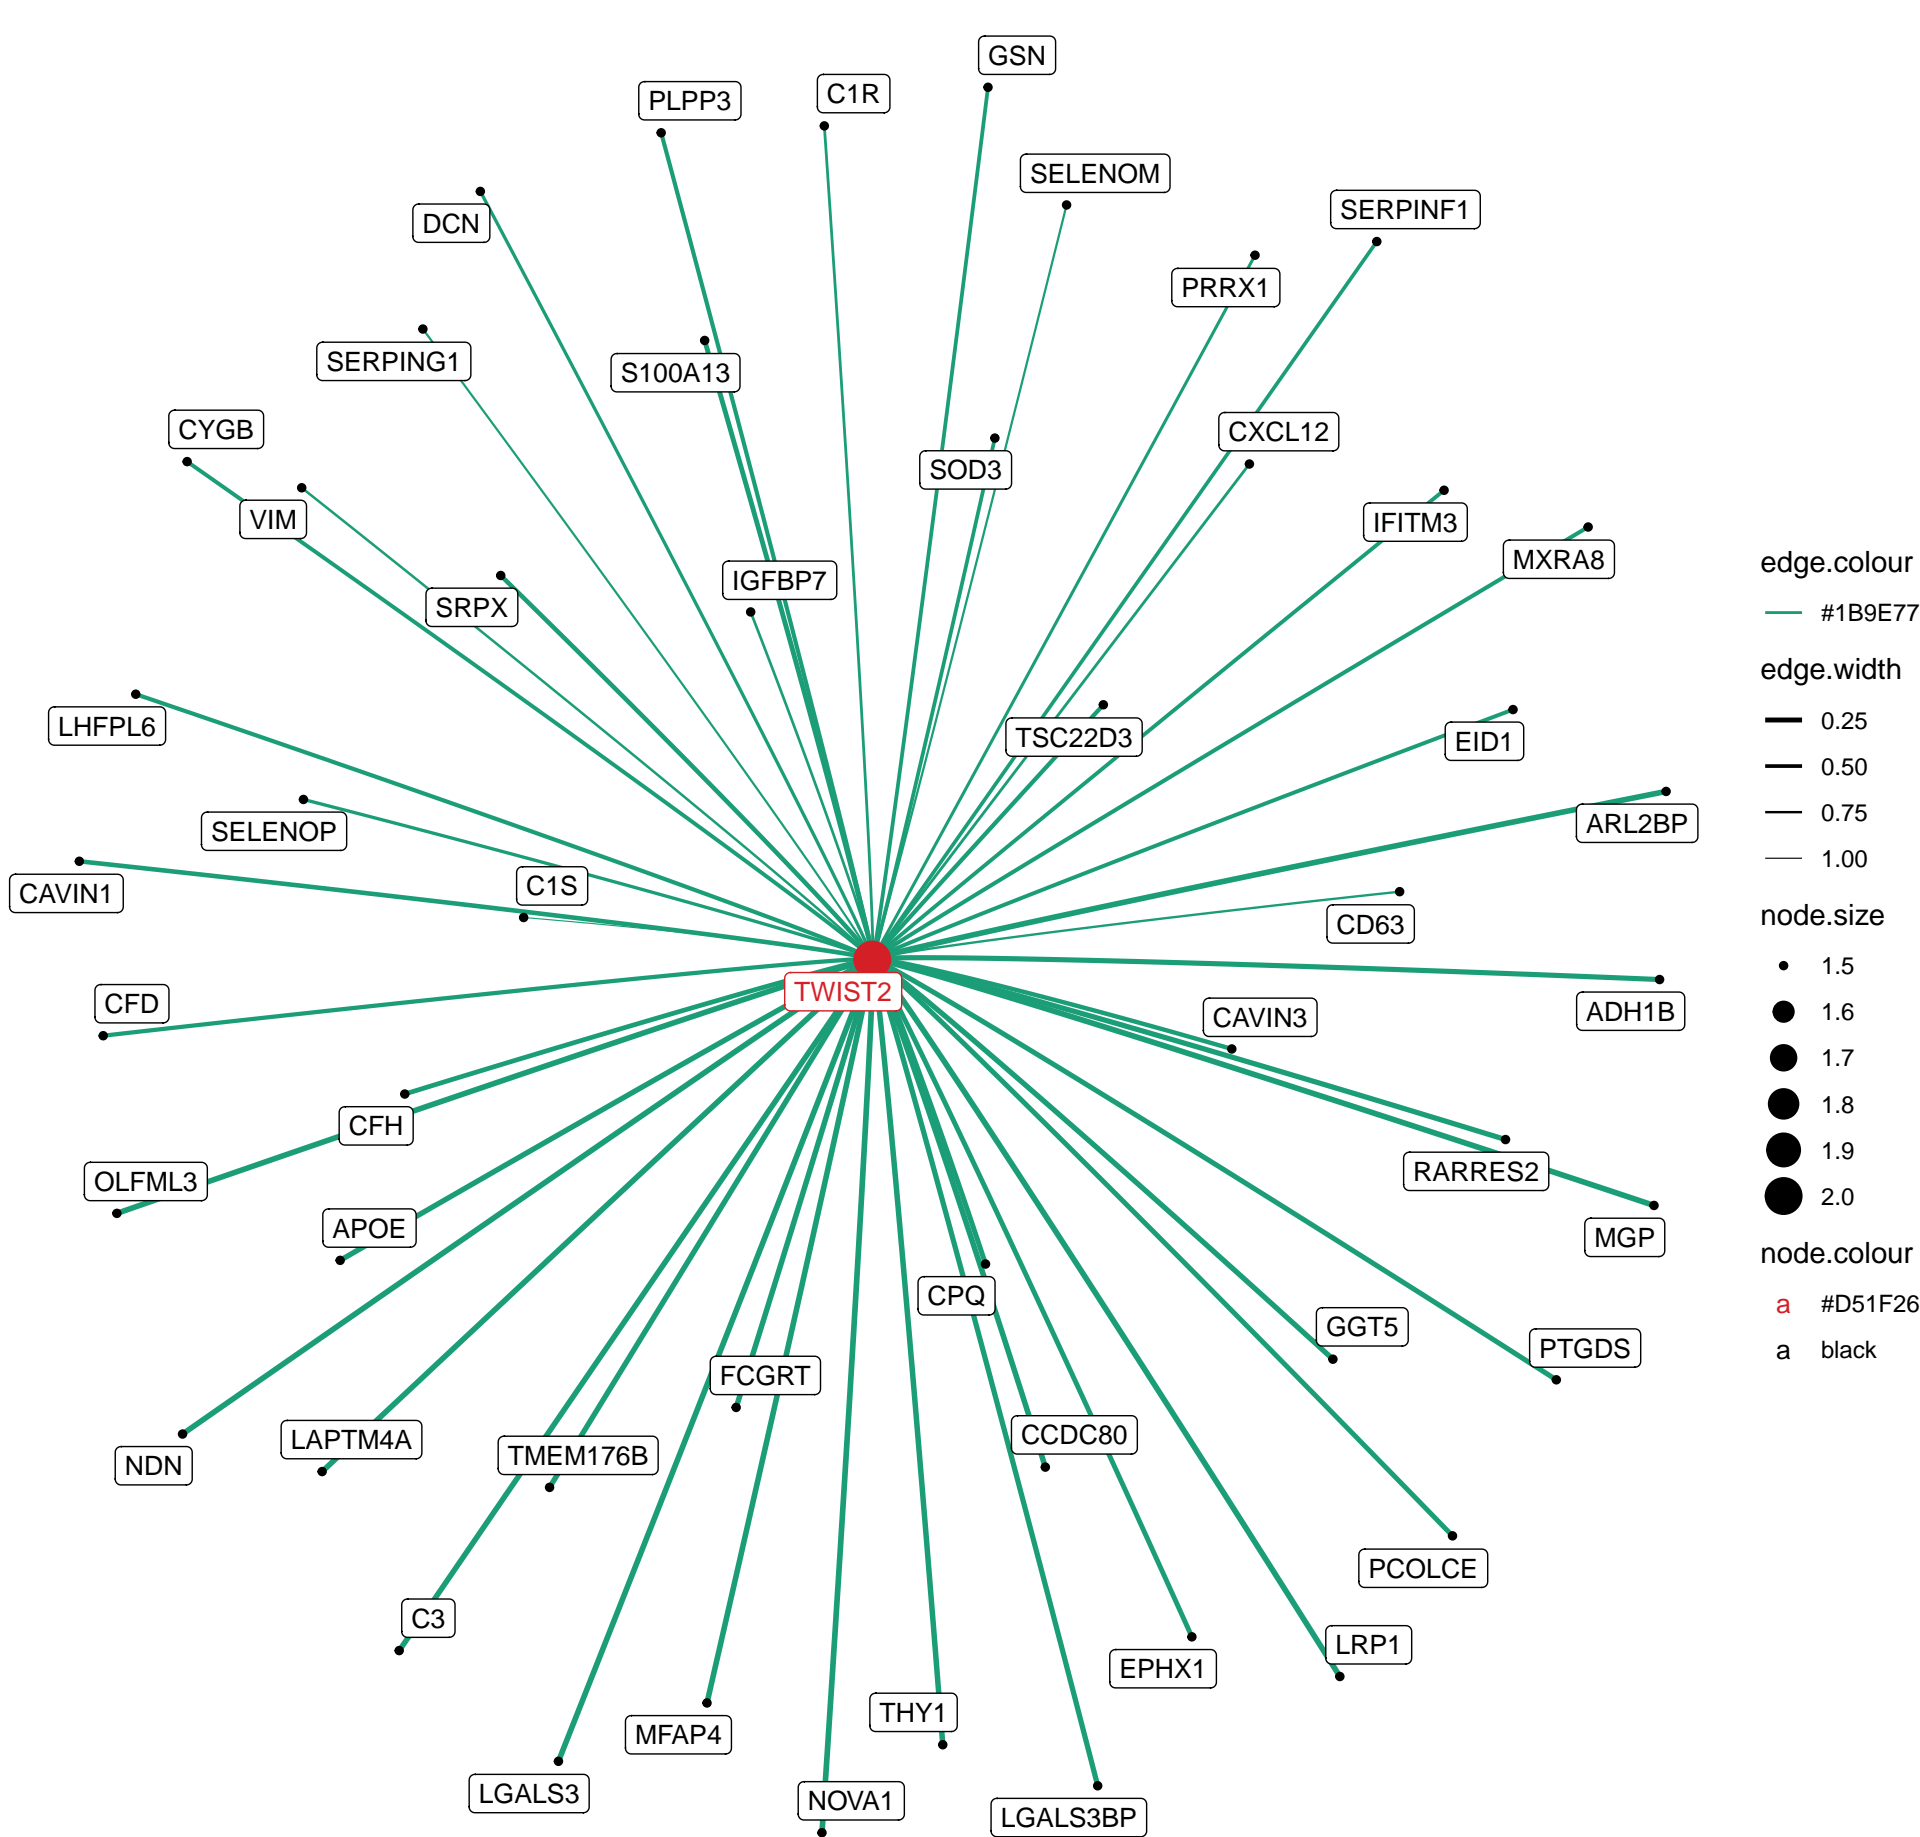 GSN
PLPP3
C1R
SELENOM
SERPINF1
DCN
PRRX1
SERPING1
S100A13
CYGB
CXCL12
SOD3
VIM
IFITM3
MXRA8
IGFBP7
SRPX
LHFPL6
TSC22D3
EID1
SELENOP
ARL2BP
CAVIN1
C1S
CD63
TWIST2
CFD
CAVIN3
ADH1B
CFH
RARRES2
OLFML3
APOE
MGP
CPQ
GGT5
PTGDS
FCGRT
LAPTM4A
CCDC80
NDN
TMEM176B
PCOLCE
C3
LRP1
EPHX1
THY1
MFAP4
LGALS3
NOVA1
LGALS3BP
edge.colour
#1B9E77
edge.width
0.25
0.50
0.75
1.00
node.size
1.5
1.6
1.7
1.8
1.9
2.0
node.colour
a #D51F26
a black